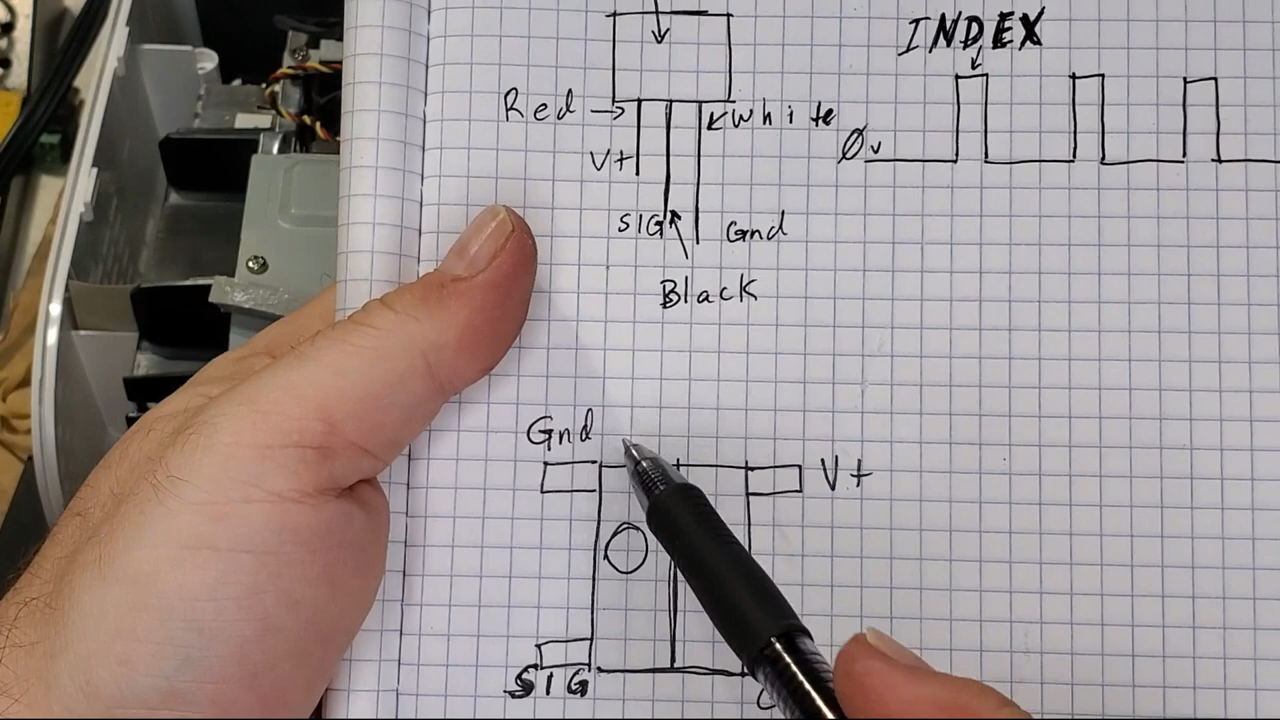 INDEX
Red → ↙White
V+
Øv
SIG
Gnd
Black
Gnd
V+
SIG